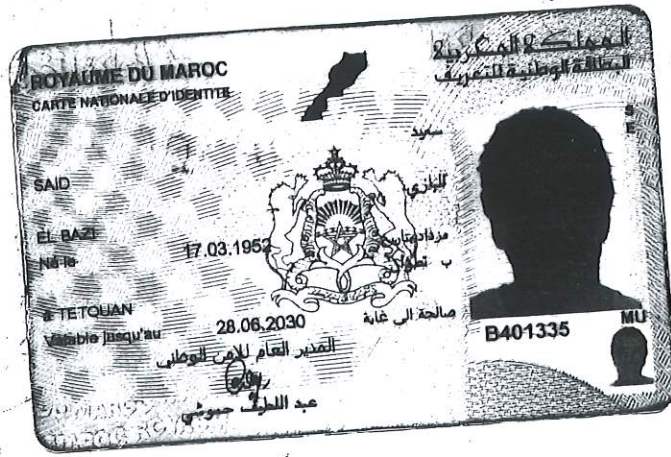 ROYAUME DU MAROC
المملكة المغربية
CARTE NATIONALE D'IDENTITE
البطاقة الوطنية للتعريف
سعيد
SAID
البازي
EL BAZI
مزداد بتاريخ
Né le
17.03.1952
ب تطوان
à TETOUAN
صالحة الى غاية
Valable jusqu'au
28.06.2030
B401335
MU
المدير العام للأمن الوطني
عبد اللطيف حموشي